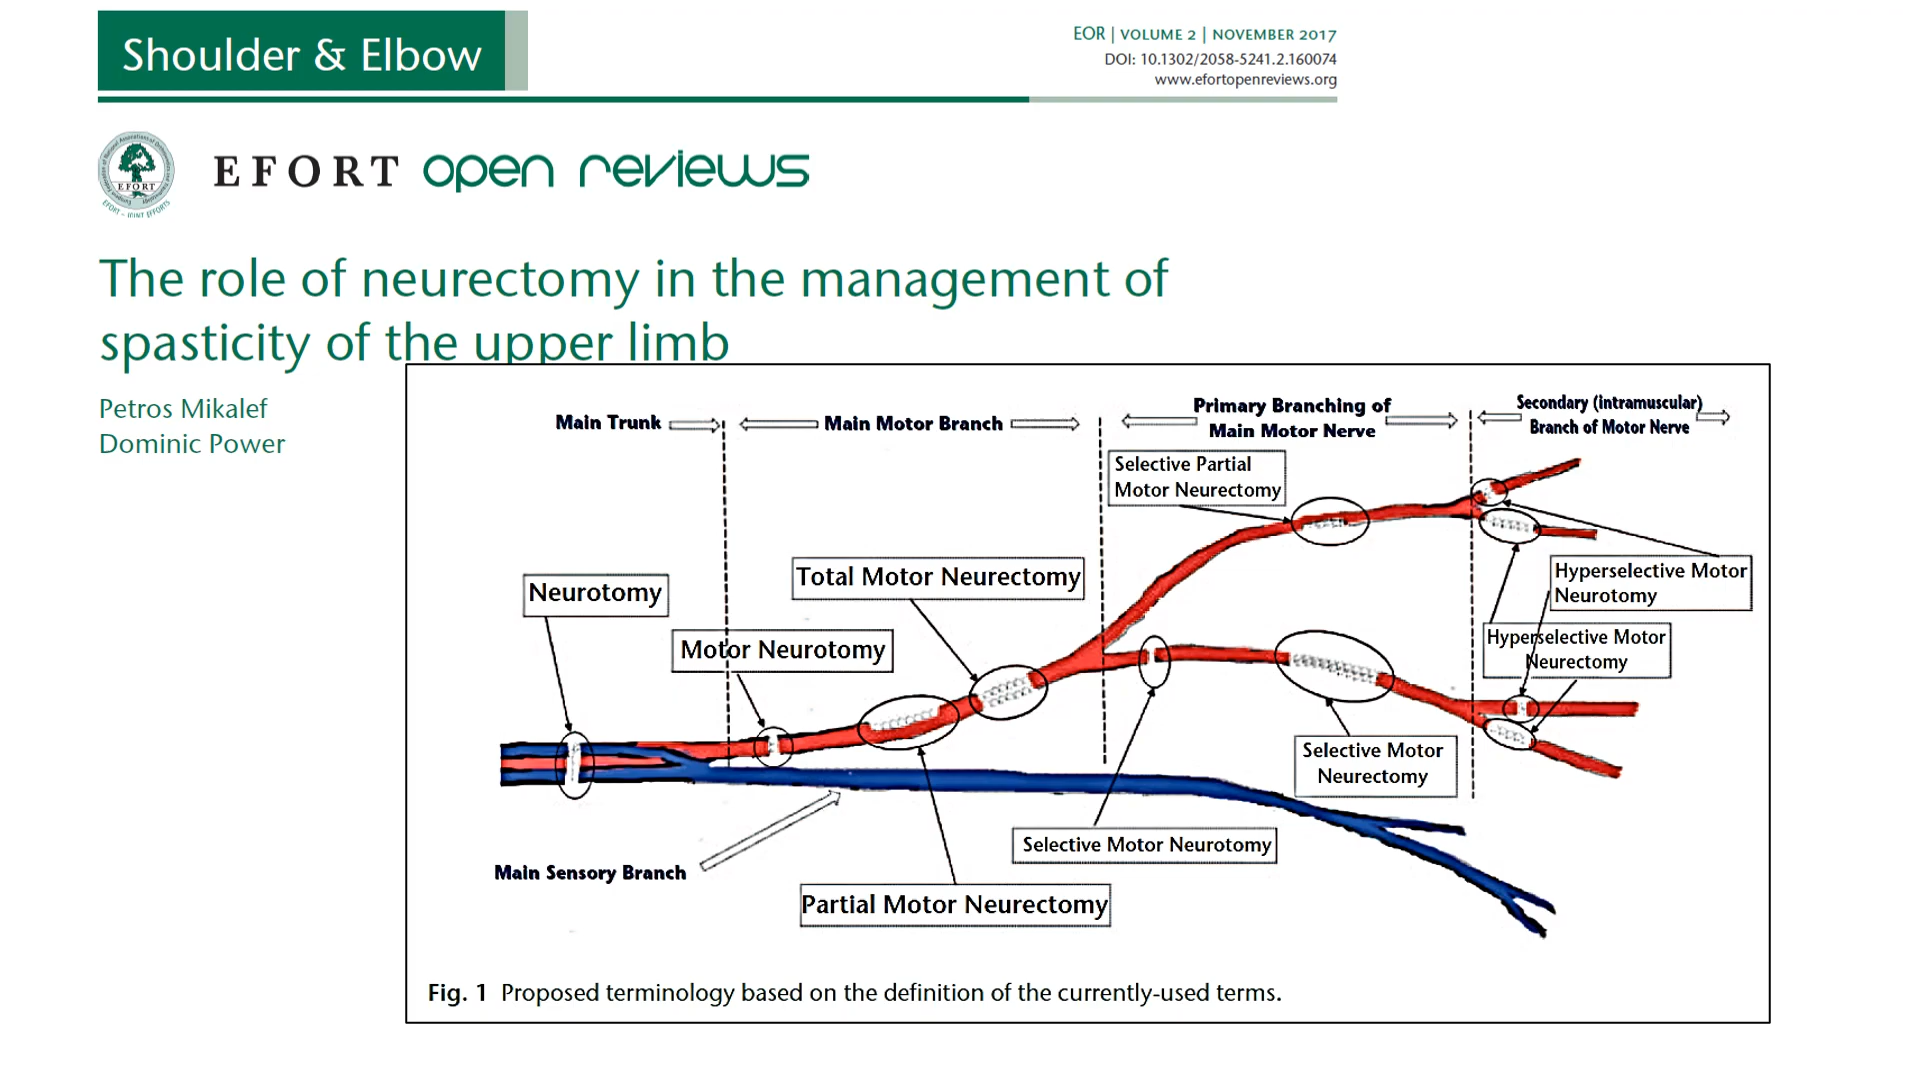 Shoulder & Elbow
EOR | VOLUME 2 | NOVEMBER 2017
DOI: 10.1302/2058-5241.2.160074
www.efortopenreviews.org
EFORT
EFORT – JOINT EFFORTS
EFORT open reviews
The role of neurectomy in the management of
spasticity of the upper limb
Petros Mikalef
Dominic Power
Main Trunk
Main Motor Branch
Primary Branching of
Main Motor Nerve
Secondary (intramuscular)
Branch of Motor Nerve
Selective Partial
Motor Neurectomy
Total Motor Neurectomy
Neurotomy
Motor Neurotomy
Hyperselective Motor
Neurotomy
Hyperselective Motor
Neurectomy
Selective Motor
Neurectomy
Selective Motor Neurotomy
Main Sensory Branch
Partial Motor Neurectomy
Fig. 1 Proposed terminology based on the definition of the currently-used terms.